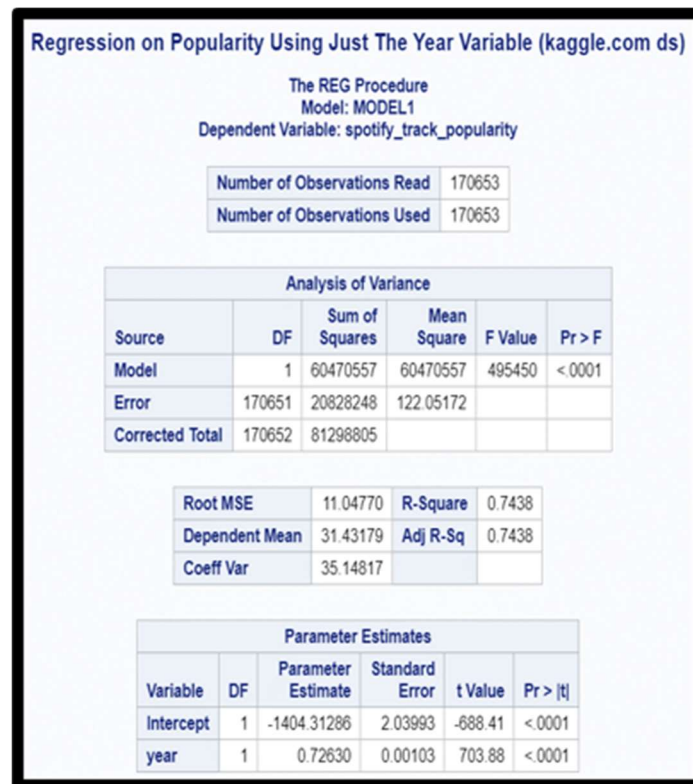 Regression on Popularity Using Just The Year Variable (kaggle.com ds)
The REG Procedure
Model: MODEL1
Dependent Variable: spotify_track_popularity
Number of Observations Read 170653
Number of Observations Used 170653
Analysis of Variance
Source DF Sum of Squares Mean Square F Value Pr > F
Model 1 60470557 60470557 495450 <.0001
Error 170651 20828248 122.05172
Corrected Total 170652 81298805
Root MSE 11.04770 R-Square 0.7438
Dependent Mean 31.43179 Adj R-Sq 0.7438
Coeff Var 35.14817
Parameter Estimates
Variable DF Parameter Estimate Standard Error t Value Pr > |t|
Intercept 1 -1404.31286 2.03993 -688.41 <.0001
year 1 0.72630 0.00103 703.88 <.0001